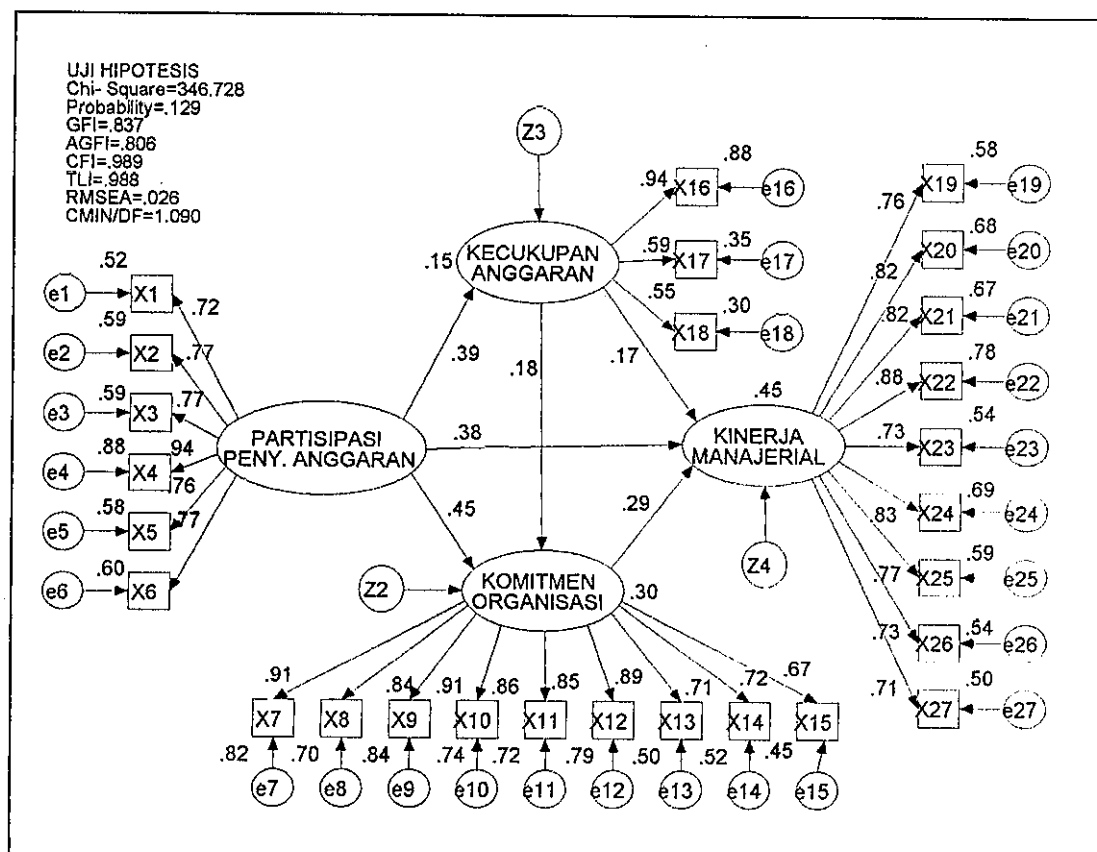 UJI HIPOTESIS
Chi- Square=346.728
Probability=.129
GFI=.837
AGFI=.806
CFI=.989
TLI=.988
RMSEA=.026
CMIN/DF=1.090
Z3
.15
KECUKUPAN
ANGGARAN
.94
X16
.88
e16
.59
X17
.35
e17
.55
X18
.30
e18
e1
.52
X1
.72
e2
.59
X2
.77
e3
.59
X3
.77
e4
.88
X4
.94
e5
.58
X5
.76
e6
.60
X6
.77
PARTISIPASI
PENY. ANGGARAN
.39
.18
.17
.38
.45
.29
.45
KINERJA
MANAJERIAL
Z4
.76
X19
.58
e19
.82
X20
.68
e20
.82
X21
.67
e21
.88
X22
.78
e22
.73
X23
.54
e23
.83
X24
.69
e24
.77
X25
.59
e25
.73
X26
.54
e26
.71
X27
.50
e27
Z2
KOMITMEN
ORGANISASI
.30
.91 .84 .91 .86 .85 .89 .71 .72 .67
X7 X8 X9 X10 X11 X12 X13 X14 X15
.82 .70 .84 .74 .72 .79 .50 .52 .45
e7 e8 e9 e10 e11 e12 e13 e14 e15